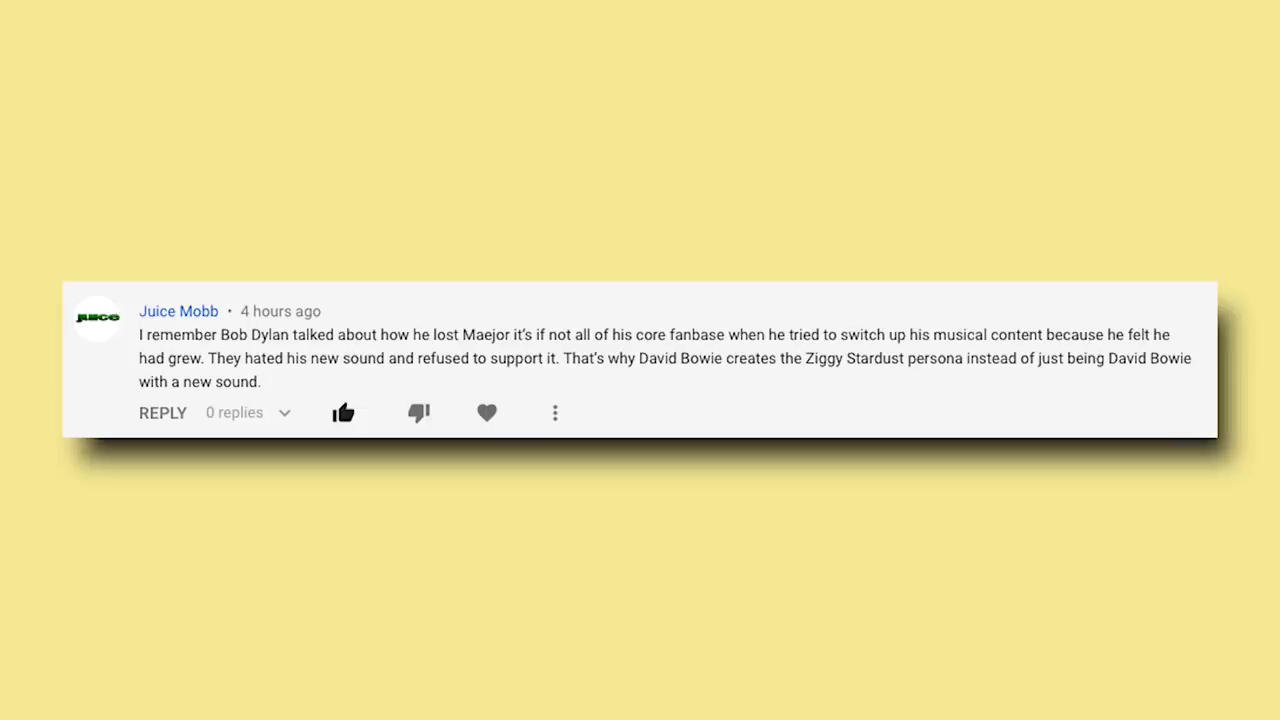 juice
Juice Mobb • 4 hours ago
I remember Bob Dylan talked about how he lost Maejor it's if not all of his core fanbase when he tried to switch up his musical content because he felt he
had grew. They hated his new sound and refused to support it. That's why David Bowie creates the Ziggy Stardust persona instead of just being David Bowie
with a new sound.
REPLY 0 replies